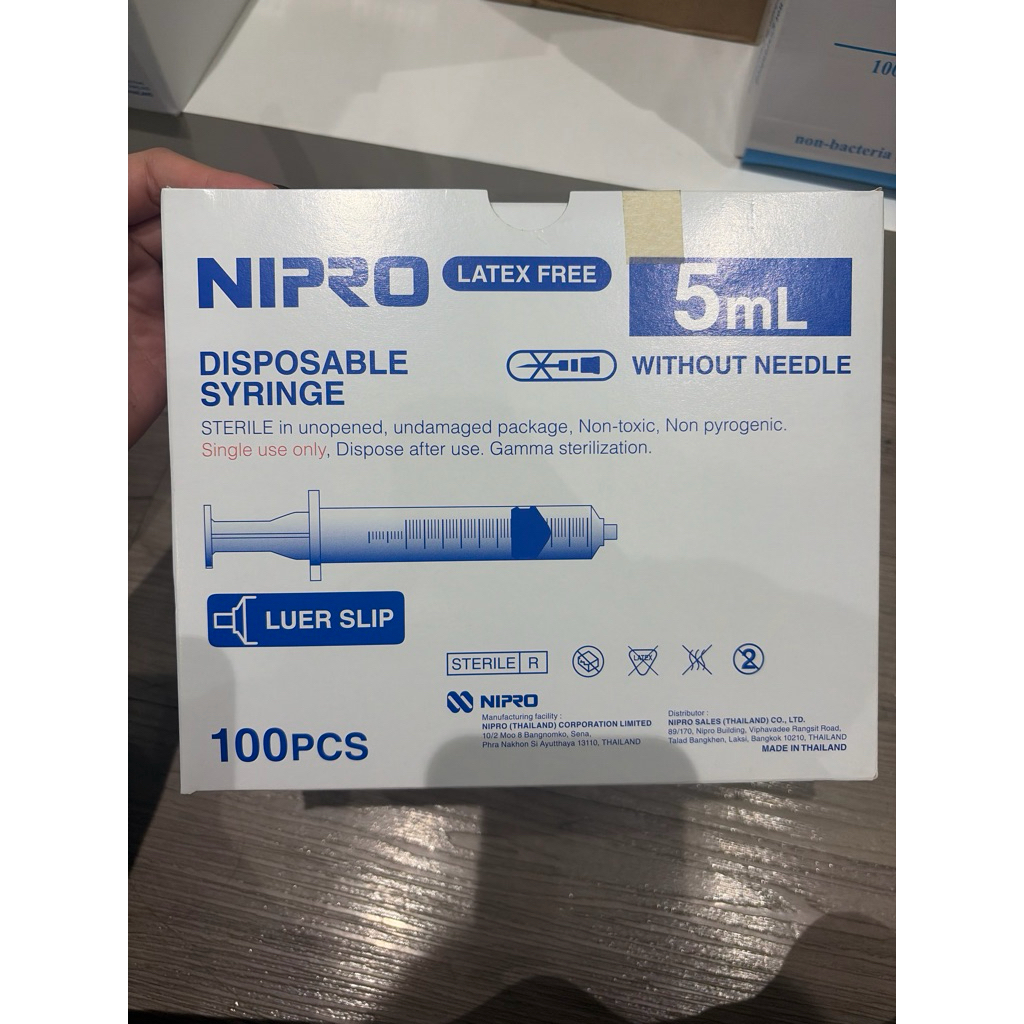 NIPRO LATEX FREE 5mL
DISPOSABLE
SYRINGE
WITHOUT NEEDLE
STERILE in unopened, undamaged package, Non-toxic, Non pyrogenic.
Single use only, Dispose after use. Gamma sterilization.
LUER SLIP
STERILE R
LATEX
2
NIPRO
Manufacturing facility :
NIPRO (THAILAND) CORPORATION LIMITED
10/2 Moo 8 Bangnomko, Sena,
Phra Nakhon Si Ayutthaya 13110, THAILAND
Distributor :
NIPRO SALES (THAILAND) CO., LTD.
89/170, Nipro Building, Viphavadee Rangsit Road,
Talad Bangkhen, Laksi, Bangkok 10210, THAILAND
MADE IN THAILAND
100PCS
non-bacteria